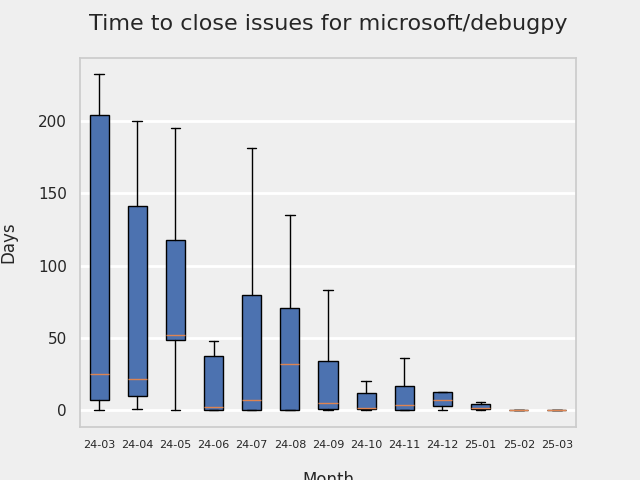 Time to close issues for microsoft/debugpy
Days
200
150
100
50
0
24-03 24-04 24-05 24-06 24-07 24-08 24-09 24-10 24-11 24-12 25-01 25-02 25-03
Month